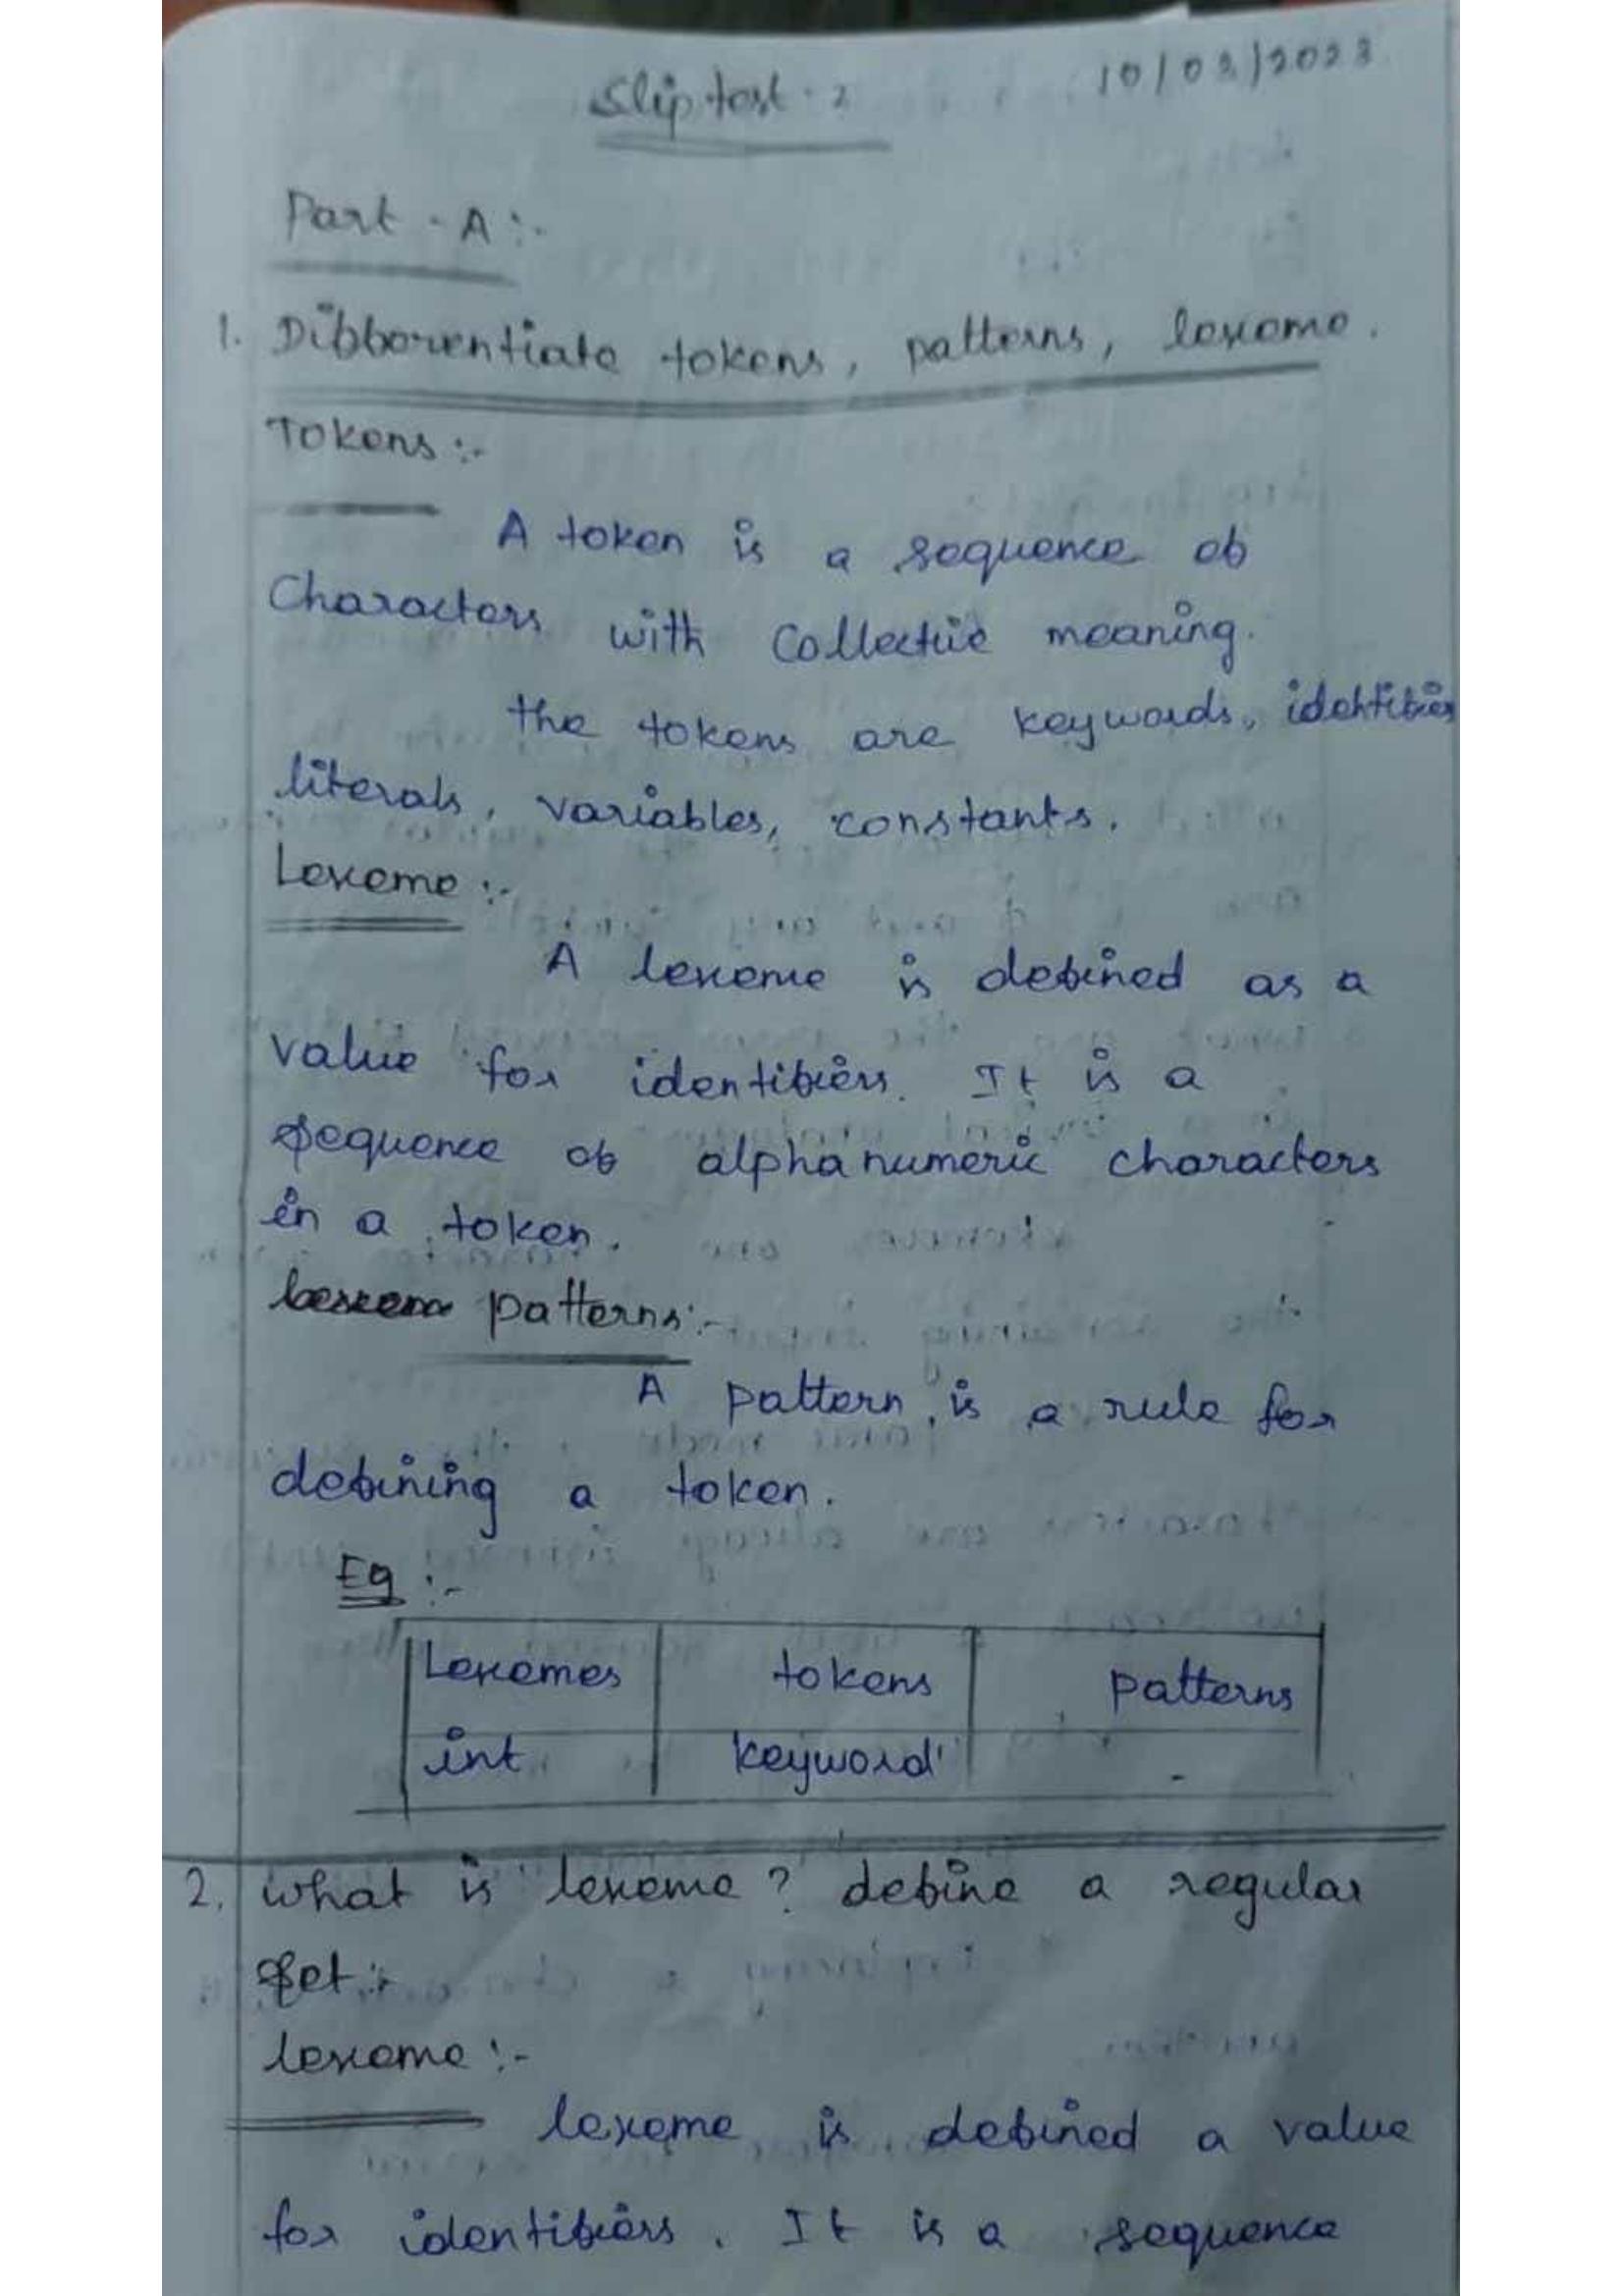 Slip test - 2
10/03/2023
Part - A :-
1. Differentiate tokens, patterns, lexeme.
Tokens :-
A token is a sequence of
Characters with Collective meaning.
the tokens are keywords, identifies
literals, variables, constants.
Lexeme :-
A lexeme is defined as a
value for identifiers. It is a
sequence of alphanumeric characters
in a token.
patterns :-
A pattern is a rule for
defining a token.
Eg :-
Lexemes tokens patterns
int keyword -
2. what is lexeme? define a regular
set :-
lexeme :-
lexeme is defined a value
for identifiers. It is a sequence